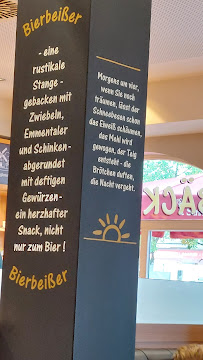 Bierbeißer
- eine
rustikale
Stange -
gebacken mit
Zwiebeln,
Emmentaler
und Schinken-
abgerundet
mit deftigen
Gewürzen-
ein herzhafter
Snack, nicht
nur zum Bier !
Bierbeißer
Morgens um vier,
wenn Sie noch
träumen, lässt der
Schneebesen schon
das Eiweiß schäumen,
das Mehl wird
gewogen, der Teig
entsteht - die
Brötchen duften,
die Nacht vergeht.
BÄCK